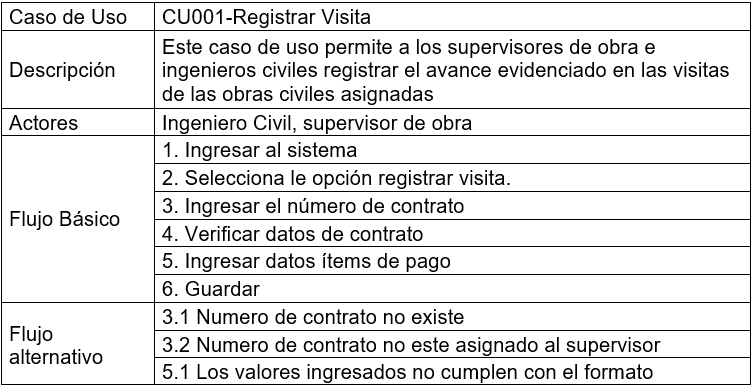 Caso de Uso CU001-Registrar Visita
Descripción
Este caso de uso permite a los supervisores de obra e
ingenieros civiles registrar el avance evidenciado en las visitas
de las obras civiles asignadas
Actores Ingeniero Civil, supervisor de obra
Flujo Básico
1. Ingresar al sistema
2. Selecciona le opción registrar visita.
3. Ingresar el número de contrato
4. Verificar datos de contrato
5. Ingresar datos ítems de pago
6. Guardar
Flujo
alternativo
3.1 Numero de contrato no existe
3.2 Numero de contrato no este asignado al supervisor
5.1 Los valores ingresados no cumplen con el formato